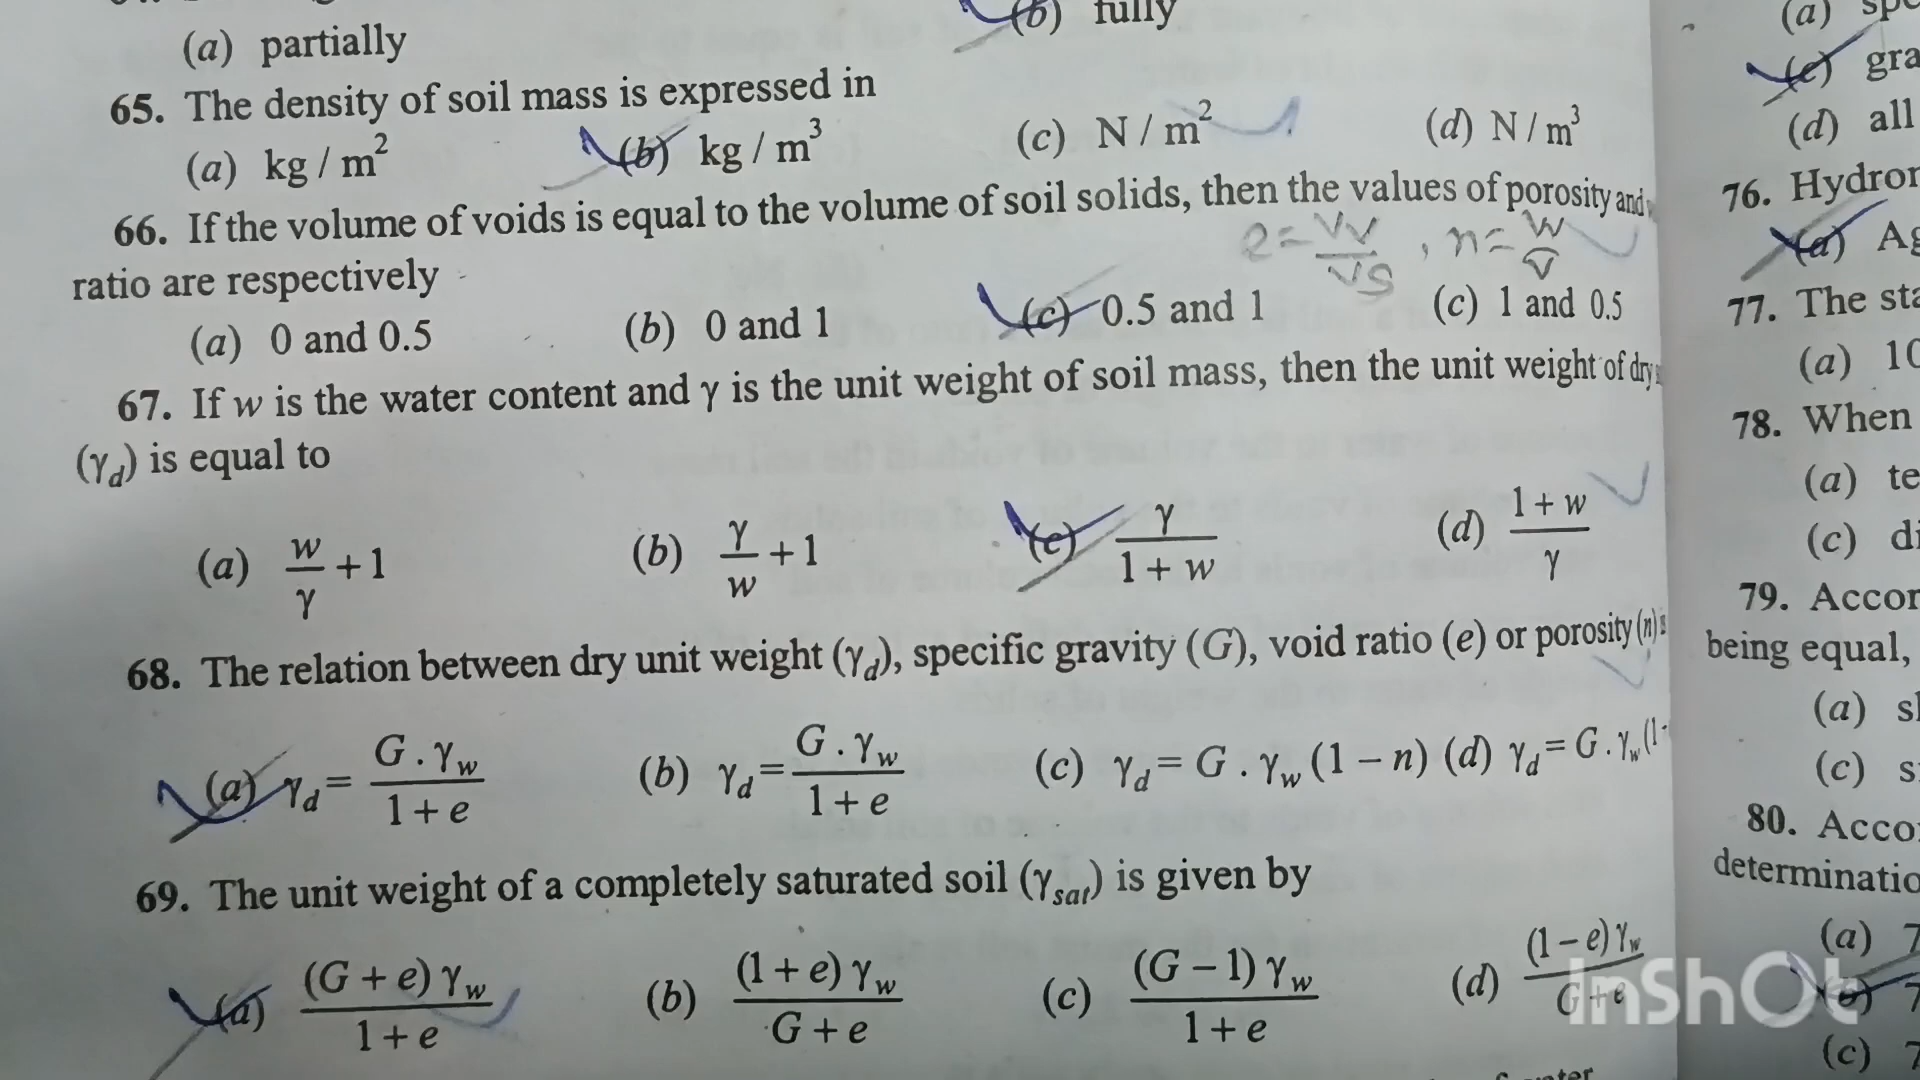 (a) partially
(b) fully
65. The density of soil mass is expressed in
(a) kg / m²
(b) kg / m³
(c) N / m²
(d) N / m³
66. If the volume of voids is equal to the volume of soil solids, then the values of porosity and
e = Vv/Vs , n = 
ratio are respectively
(a) 0 and 0.5
(b) 0 and 1
(c) 0.5 and 1
(c) 1 and 0.5
67. If w is the water content and γ is the unit weight of soil mass, then the unit weight of dry
(γd) is equal to
(a) w/γ + 1
(b) γ/w + 1
(c) γ/(1 + w)
(d) (1 + w)/γ
68. The relation between dry unit weight (γd), specific gravity (G), void ratio (e) or porosity (n)
(a) γd = G . γw/(1 + e)
(b) γd = G . γw/(1 + e)
(c) γd = G . γw (1 – n)
(d) γd = G . γw (1
69. The unit weight of a completely saturated soil (γsat) is given by
(a) (G + e) γw/(1 + e)
(b) (1 + e) γw/(G + e)
(c) (G – 1) γw/(1 + e)
(d) (1 – e) γw/(G + e)
(a)
(c) gra
(d) all
76. Hydrom
(a) Ag
77. The sta
(a) 10
78. When
(a) te
(c) di
79. Accor
being equal,
(a)
(c) s
80. Acco
determinatio
(a) 7
(c) 7
InShOt